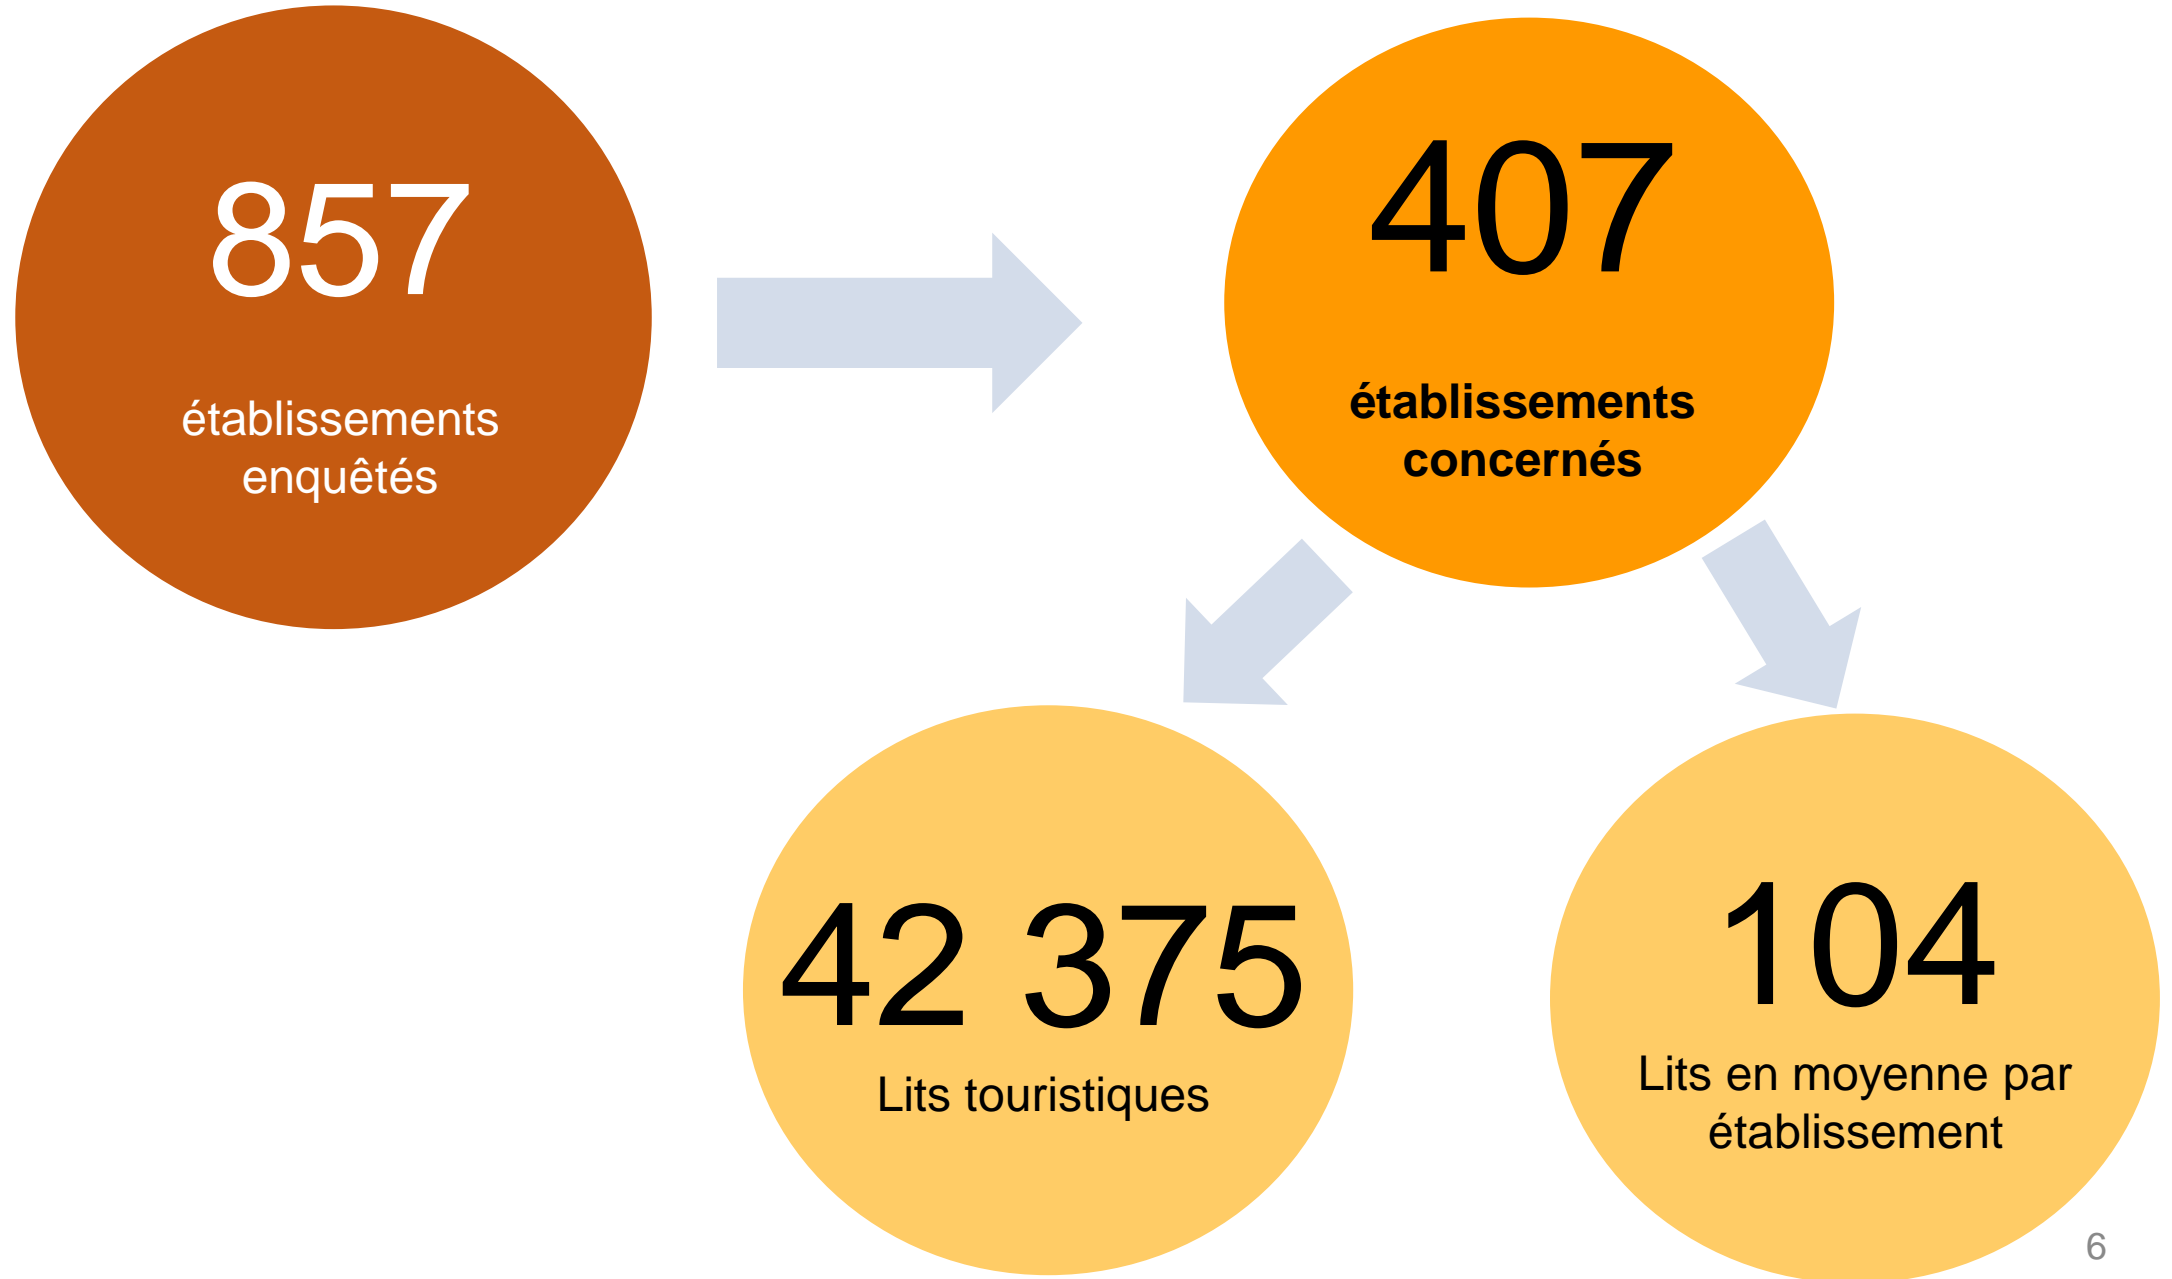 857
établissements
enquêtés
407
établissements
concernés
42 375
Lits touristiques
104
Lits en moyenne par
établissement
6